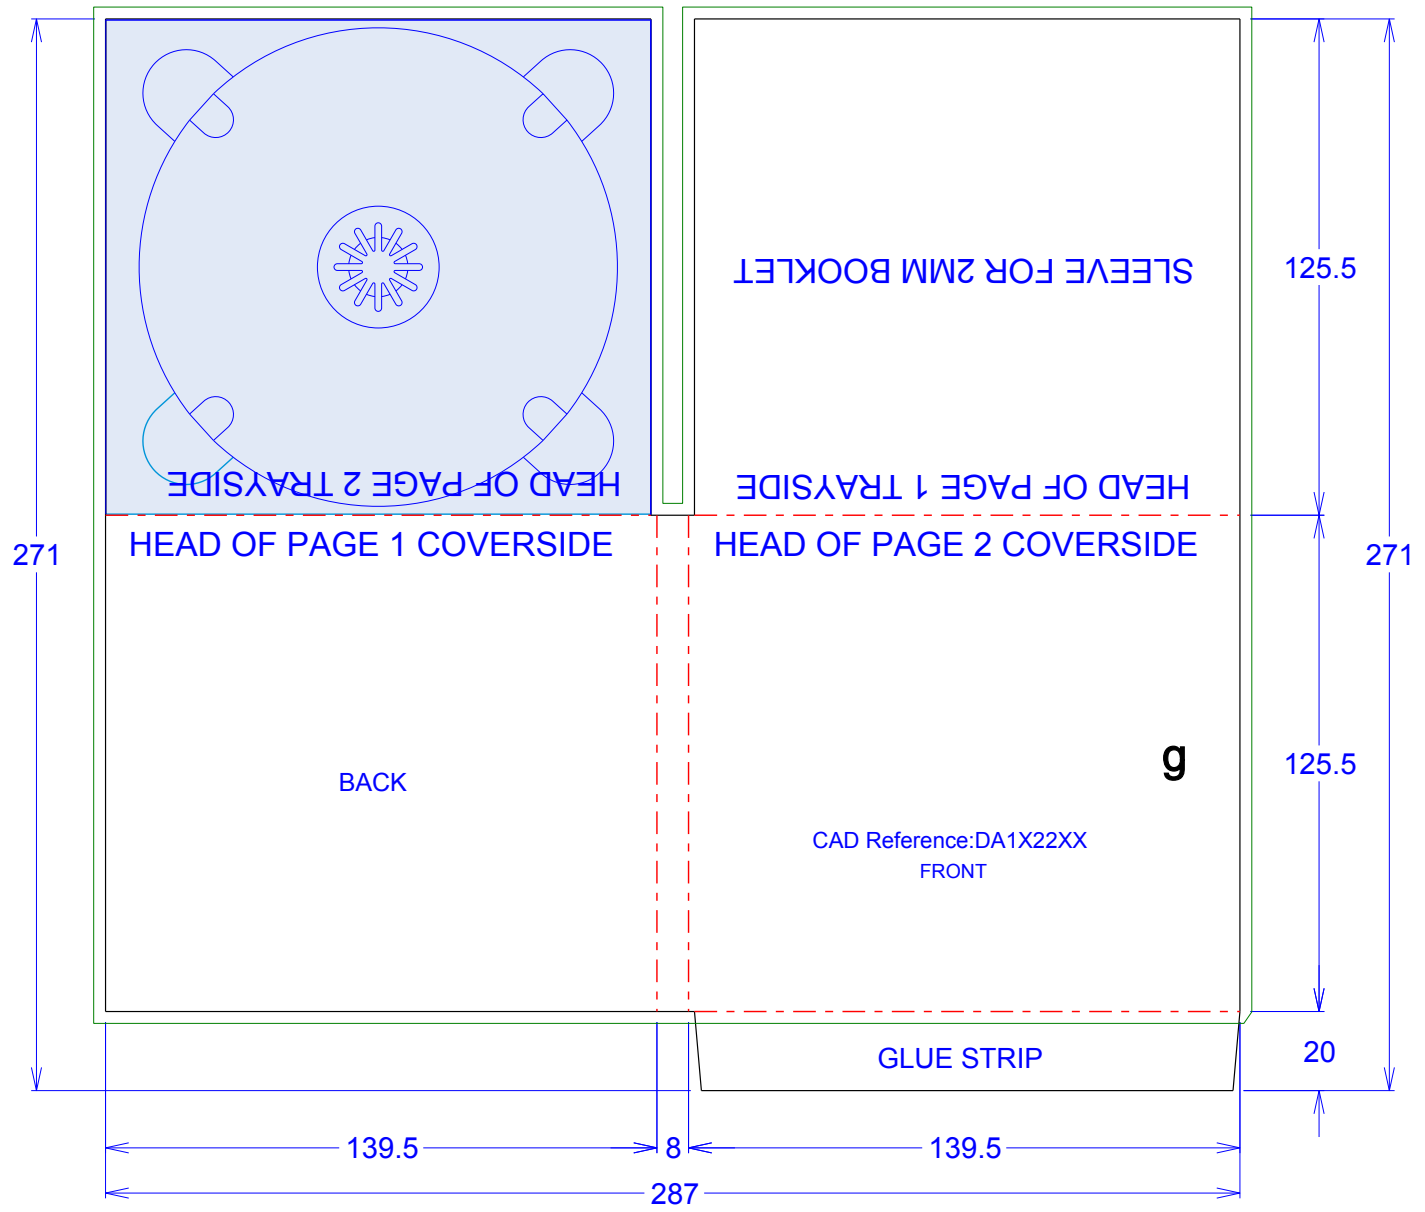 SLEEVE FOR 2MM BOOKLET
125.5
HEAD OF PAGE 2 TRAYSIDE
HEAD OF PAGE 1 TRAYSIDE
HEAD OF PAGE 1 COVERSIDE
HEAD OF PAGE 2 COVERSIDE
271
271
g
125.5
BACK
CAD Reference:DA1X22XX
FRONT
GLUE STRIP
20
139.5
8
139.5
287